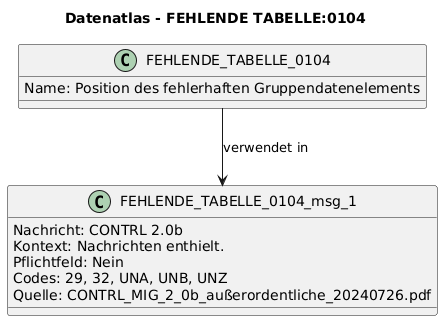 Datenatlas - FEHLENDE TABELLE:0104
C FEHLENDE_TABELLE_0104
Name: Position des fehlerhaften Gruppendatenelements
verwendet in
C FEHLENDE_TABELLE_0104_msg_1
Nachricht: CONTRL 2.0b
Kontext: Nachrichten enthielt.
Pflichtfeld: Nein
Codes: 29, 32, UNA, UNB, UNZ
Quelle: CONTRL_MIG_2_0b_außerordentliche_20240726.pdf